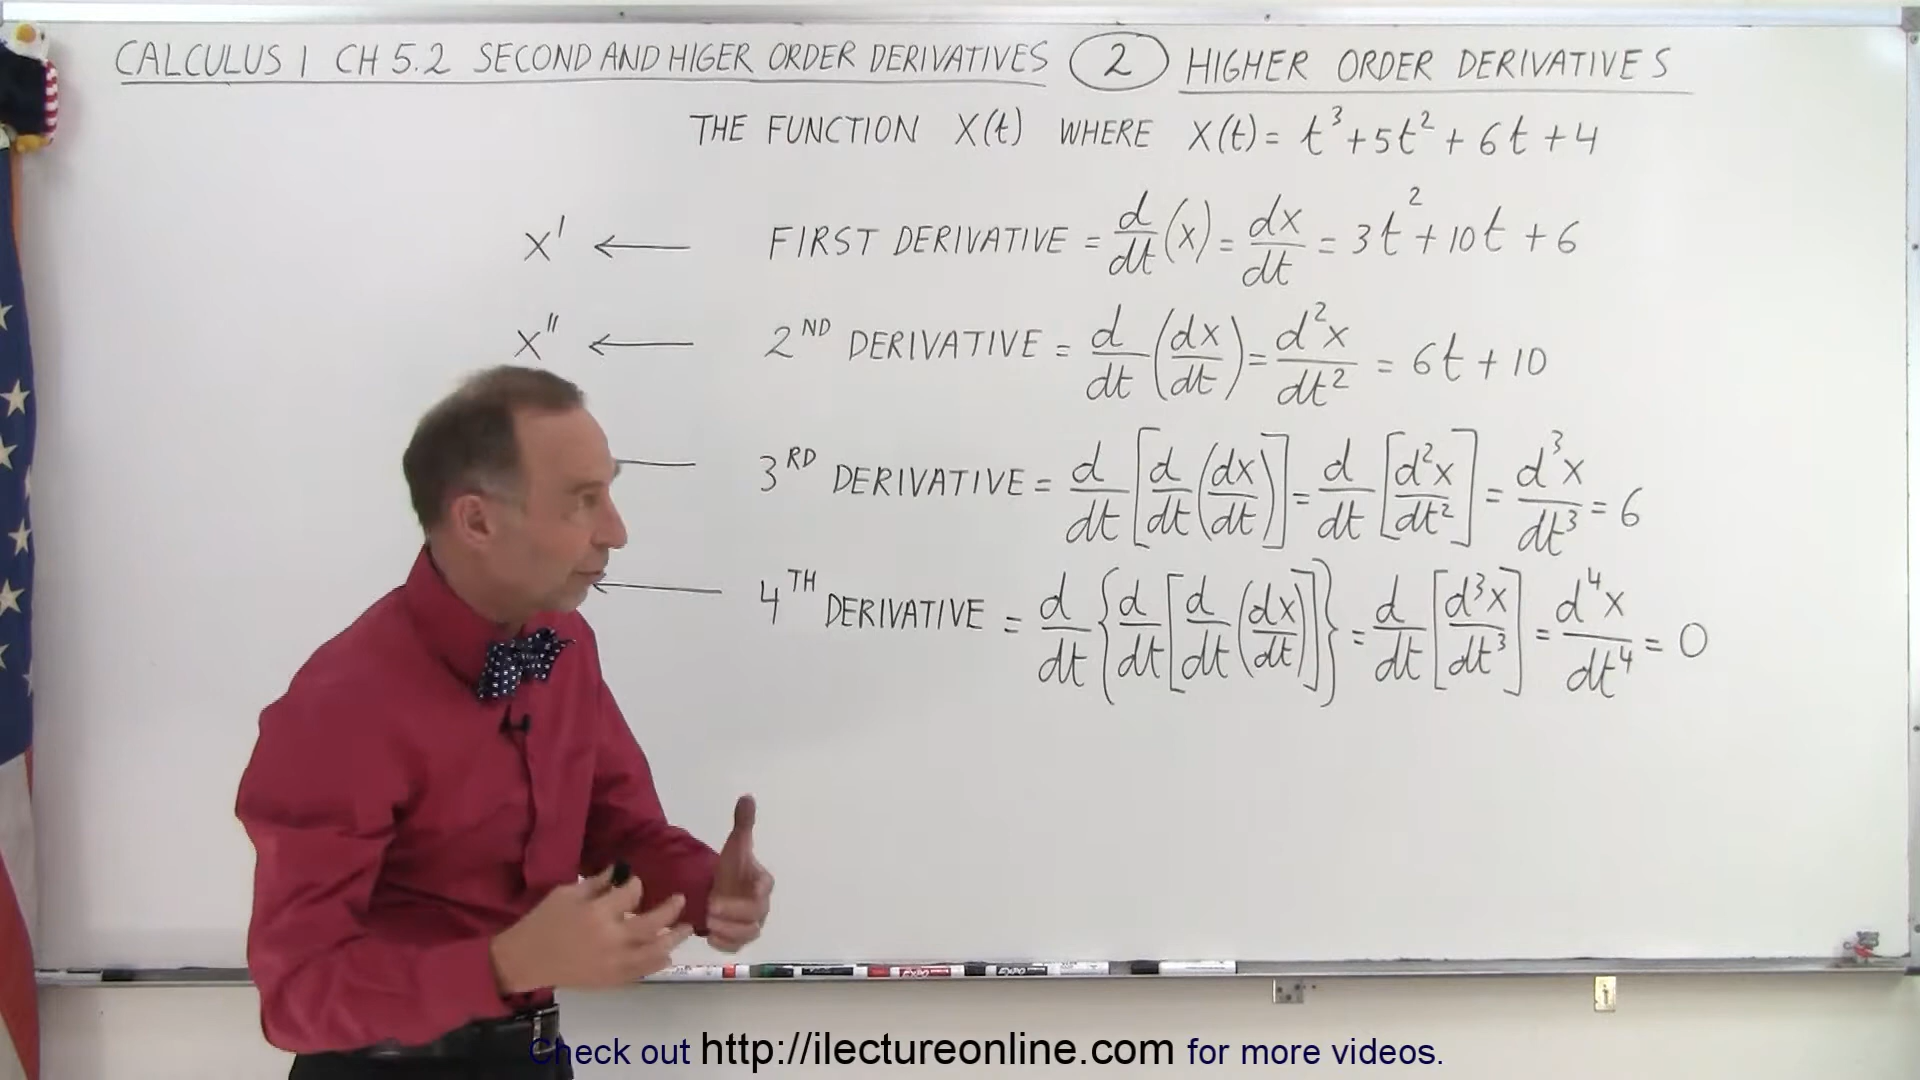 CALCULUS 1 CH 5.2 SECOND AND HIGER ORDER DERIVATIVES (2) HIGHER ORDER DERIVATIVES
THE FUNCTION X(t) WHERE X(t) = t³ + 5t² + 6t + 4
X' ← FIRST DERIVATIVE = d/dt (x) = dx/dt = 3t² + 10t + 6
X'' ← 2ND DERIVATIVE = d/dt (dx/dt) = d²x/dt² = 6t + 10
3RD DERIVATIVE = d/dt [d/dt (dx/dt)] = d/dt [d²x/dt²] = d³x/dt³ = 6
← 4TH DERIVATIVE = d/dt {d/dt [d/dt (dx/dt)]} = d/dt [d³x/dt³] = d⁴x/dt⁴ = 0
EXPO EXPO
Check out http://ilectureonline.com for more videos.